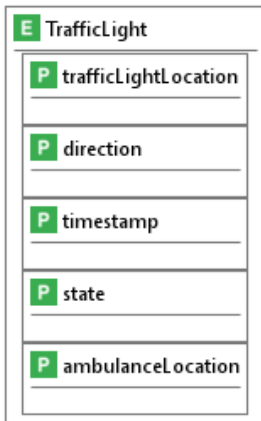 E TrafficLight
P trafficLightLocation
P direction
P timestamp
P state
P ambulanceLocation